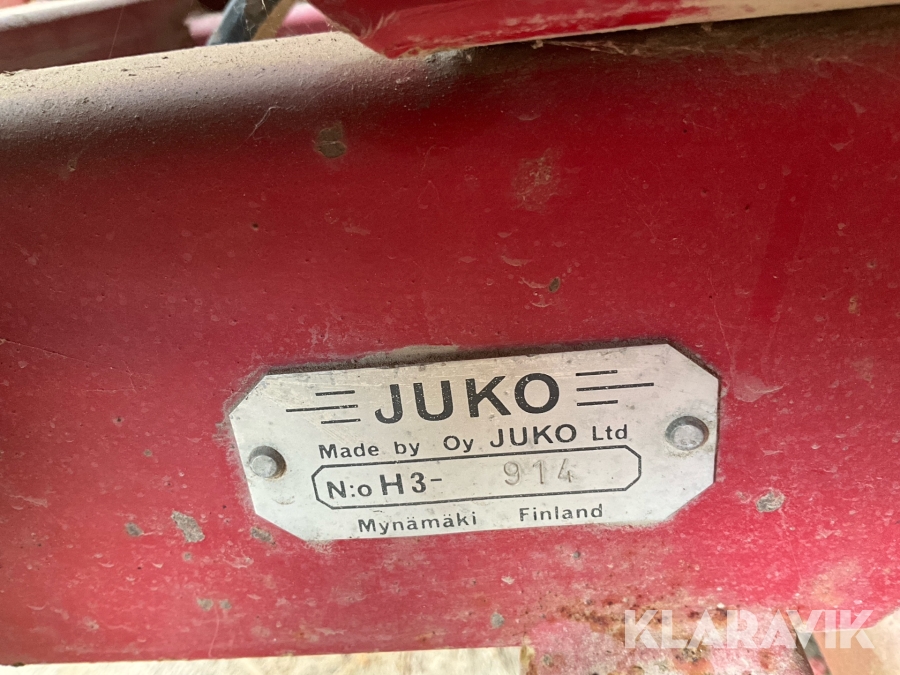 JUKO
Made by Oy JUKO Ltd
N:o H3- 914
Mynämäki Finland
KLARAVIK